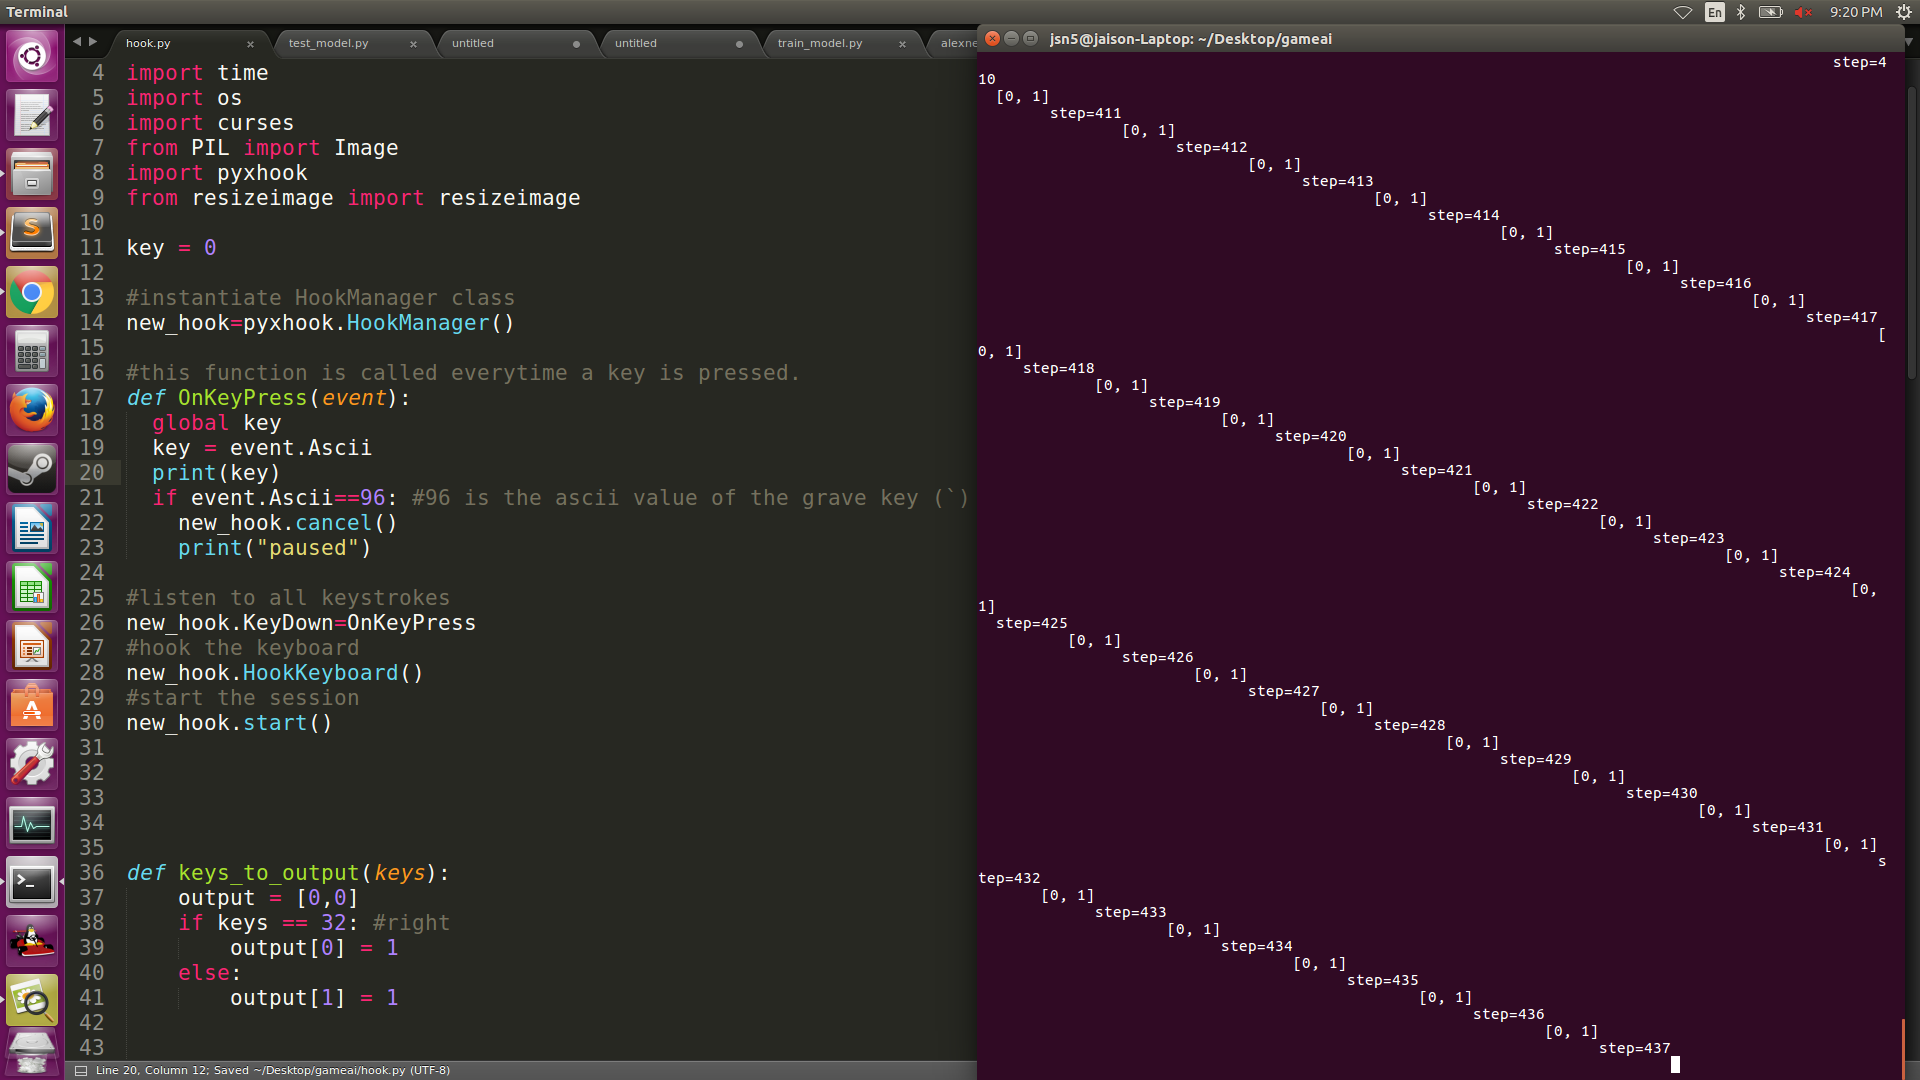 Terminal
En
9:20 PM
hook.py
test_model.py
untitled
untitled
train_model.py
alexne
4 import time
5 import os
6 import curses
7 from PIL import Image
8 import pyxhook
9 from resizeimage import resizeimage
10
11 key = 0
12
13 #instantiate HookManager class
14 new_hook=pyxhook.HookManager()
15
16 #this function is called everytime a key is pressed.
17 def OnKeyPress(event):
18 global key
19 key = event.Ascii
20 print(key)
21 if event.Ascii==96: #96 is the ascii value of the grave key (`)
22 new_hook.cancel()
23 print("paused")
24
25 #listen to all keystrokes
26 new_hook.KeyDown=OnKeyPress
27 #hook the keyboard
28 new_hook.HookKeyboard()
29 #start the session
30 new_hook.start()
31
32
33
34
35
36 def keys_to_output(keys):
37 output = [0,0]
38 if keys == 32: #right
39 output[0] = 1
40 else:
41 output[1] = 1
42
43
Line 20, Column 12; Saved ~/Desktop/gameai/hook.py (UTF-8)
jsn5@jaison-Laptop: ~/Desktop/gameai
step=4
10
[0, 1]
step=411
[0, 1]
step=412
[0, 1]
step=413
[0, 1]
step=414
[0, 1]
step=415
[0, 1]
step=416
[0, 1]
step=417
[
0, 1]
step=418
[0, 1]
step=419
[0, 1]
step=420
[0, 1]
step=421
[0, 1]
step=422
[0, 1]
step=423
[0, 1]
step=424
[0,
1]
step=425
[0, 1]
step=426
[0, 1]
step=427
[0, 1]
step=428
[0, 1]
step=429
[0, 1]
step=430
[0, 1]
step=431
[0, 1]
s
tep=432
[0, 1]
step=433
[0, 1]
step=434
[0, 1]
step=435
[0, 1]
step=436
[0, 1]
step=437